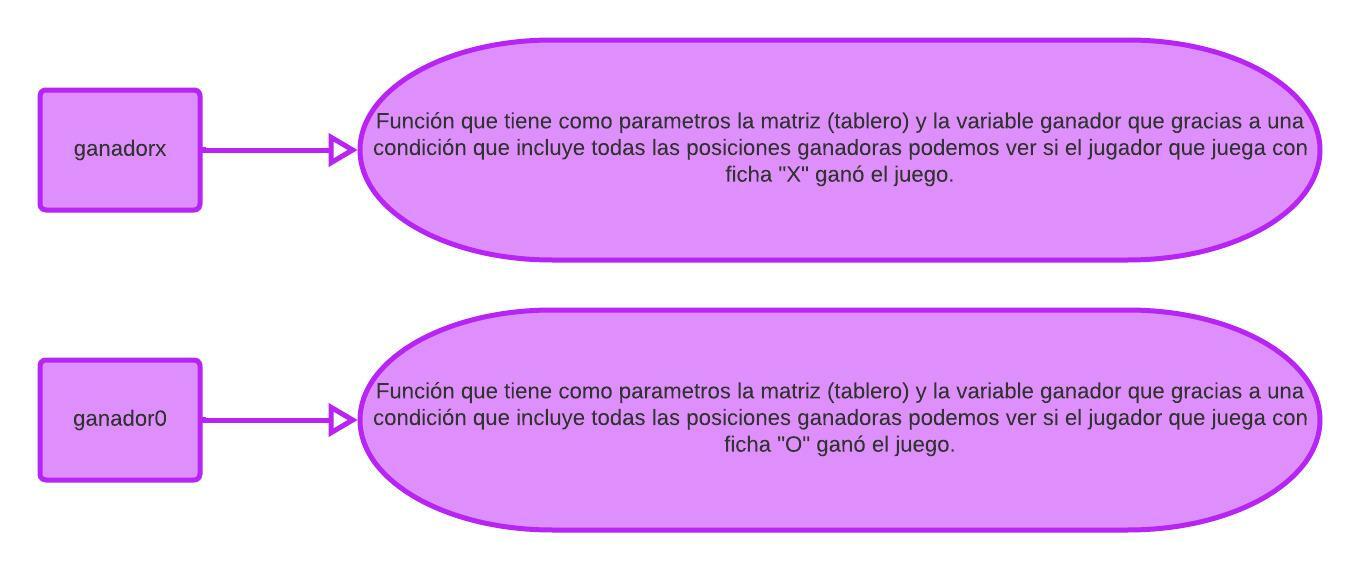 ganadorx
Función que tiene como parametros la matriz (tablero) y la variable ganador que gracias a una
condición que incluye todas las posiciones ganadoras podemos ver si el jugador que juega con
ficha "X" ganó el juego.
ganador0
Función que tiene como parametros la matriz (tablero) y la variable ganador que gracias a una
condición que incluye todas las posiciones ganadoras podemos ver si el jugador que juega con
ficha "O" ganó el juego.